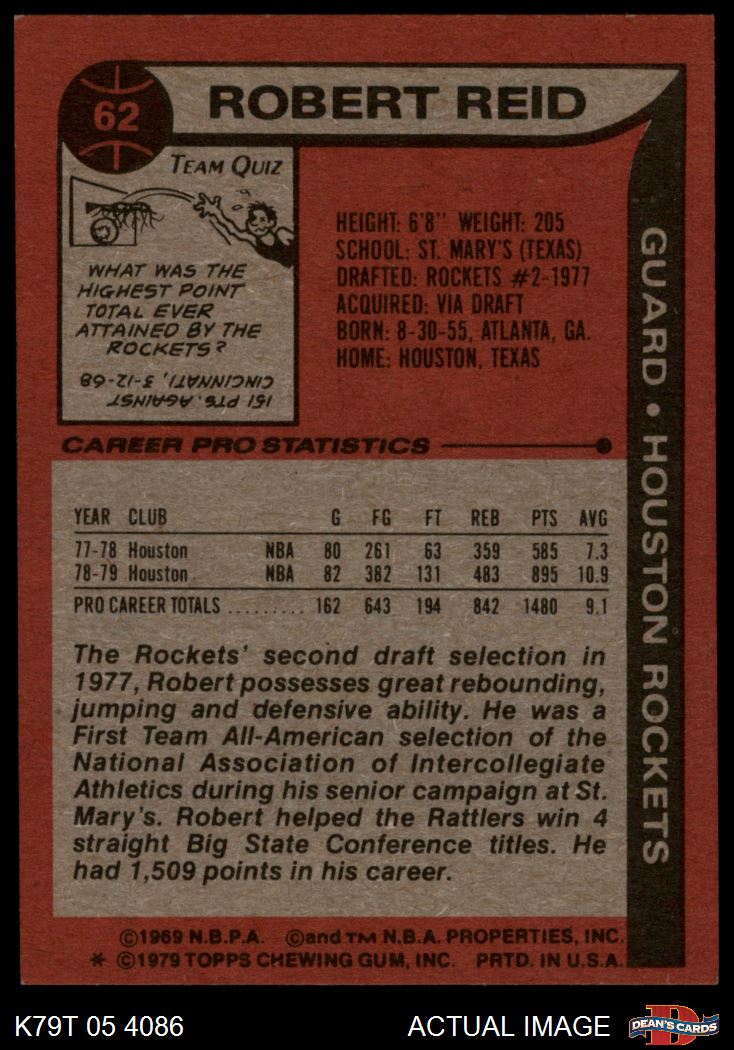 62
ROBERT REID
TEAM QUIZ
WHAT WAS THE
HIGHEST POINT
TOTAL EVER
ATTAINED BY THE
ROCKETS?
151 PTS. AGAINST
CINCINNATI, 3-12-68
HEIGHT: 6'8" WEIGHT: 205
SCHOOL: ST. MARY'S (TEXAS)
DRAFTED: ROCKETS #2-1977
ACQUIRED: VIA DRAFT
BORN: 8-30-55, ATLANTA, GA.
HOME: HOUSTON, TEXAS
GUARD • HOUSTON ROCKETS
CAREER PRO STATISTICS
YEAR CLUB G FG FT REB PTS AVG
77-78 Houston NBA 80 261 63 359 585 7.3
78-79 Houston NBA 82 382 131 483 895 10.9
PRO CAREER TOTALS ......... 162 643 194 842 1480 9.1
The Rockets' second draft selection in
1977, Robert possesses great rebounding,
jumping and defensive ability. He was a
First Team All-American selection of the
National Association of Intercollegiate
Athletics during his senior campaign at St.
Mary's. Robert helped the Rattlers win 4
straight Big State Conference titles. He
had 1,509 points in his career.
©1969 N.B.P.A. ©and TM N.B.A. PROPERTIES, INC.
* ©1979 TOPPS CHEWING GUM, INC. PRTD. IN U.S.A.
K79T 05 4086
ACTUAL IMAGE
D
DEAN'S CARDS